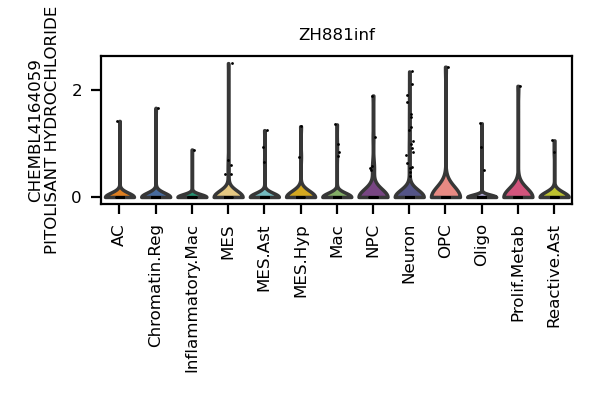 ZH881inf
CHEMBL4164059
PITOLISANT HYDROCHLORIDE
2
0
AC
Chromatin.Reg
Inflammatory.Mac
MES
MES.Ast
MES.Hyp
Mac
NPC
Neuron
OPC
Oligo
Prolif.Metab
Reactive.Ast